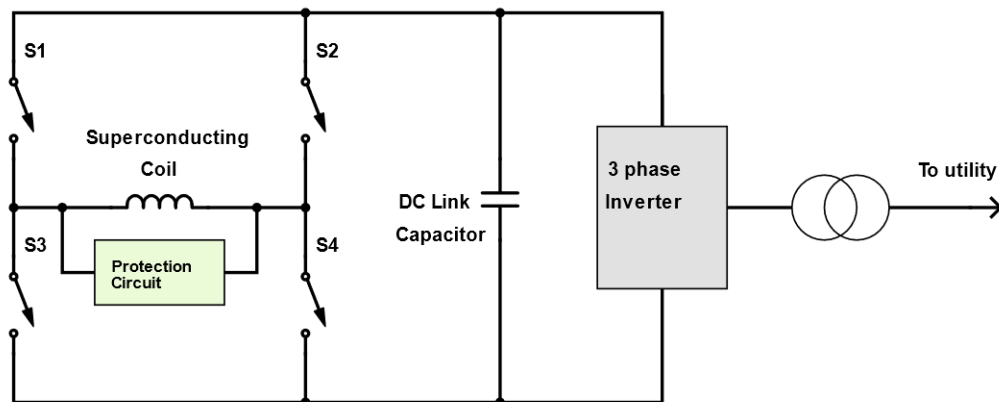 S1
S2
Superconducting
Coil
3 phase
Inverter
To utility
DC Link
Capacitor
S3
S4
Protection
Circuit